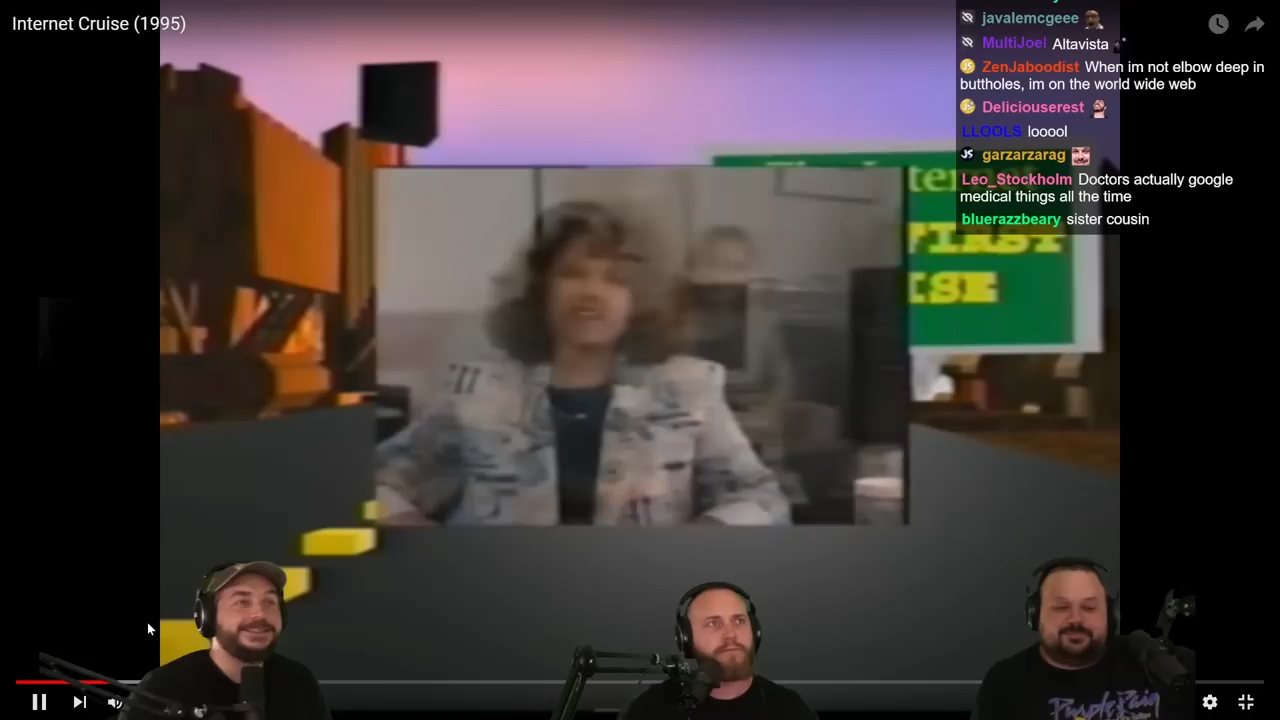 Internet Cruise (1995)
javalemcgeee
MultiJoel Altavista
ZenJaboodist When im not elbow deep in
buttholes, im on the world wide web
Deliciouserest
LLOOLS looool
garzarzarag
Leo_Stockholm Doctors actually google
medical things all the time
bluerazzbeary sister cousin
FIRST
Purple Rain